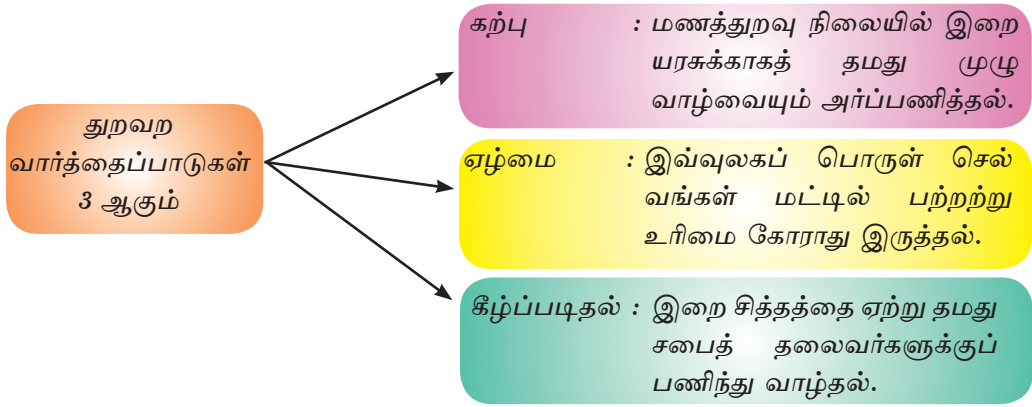 துறவற
வார்த்தைப்பாடுகள்
3 ஆகும்
கற்பு : மணத்துறவு நிலையில் இறை
யரசுக்காகத் தமது முழு
வாழ்வையும் அர்ப்பணித்தல்.
ஏழ்மை : இவ்வுலகப் பொருள் செல்
வங்கள் மட்டில் பற்றற்று
உரிமை கோராது இருத்தல்.
கீழ்ப்படிதல் : இறை சித்தத்தை ஏற்று தமது
சபைத் தலைவர்களுக்குப்
பணிந்து வாழ்தல்.